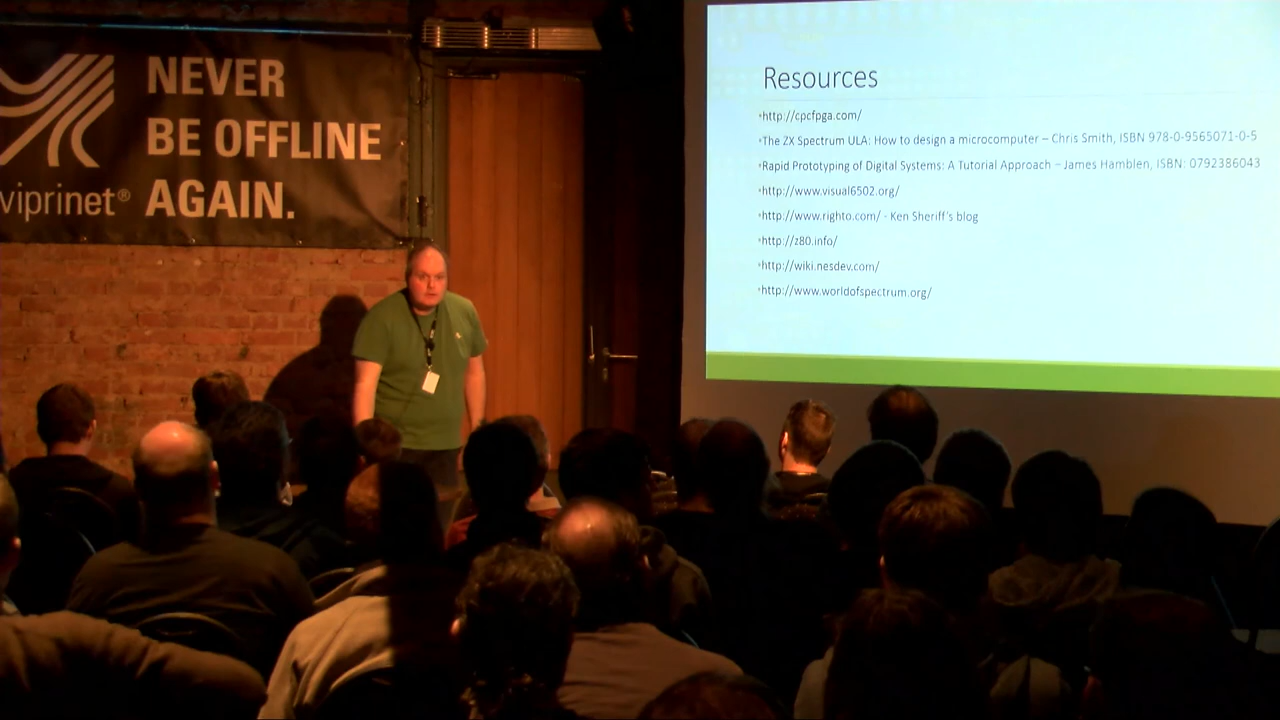 NEVER
BE OFFLINE
AGAIN.
viprinet®
Resources
http://cpcfpga.com/
The ZX Spectrum ULA: How to design a microcomputer – Chris Smith, ISBN 978-0-9565071-0-5
Rapid Prototyping of Digital Systems: A Tutorial Approach – James Hamblen, ISBN: 0792386043
http://www.visual6502.org/
http://www.righto.com/ - Ken Sheriff's blog
http://z80.info/
http://wiki.nesdev.com/
http://www.worldofspectrum.org/